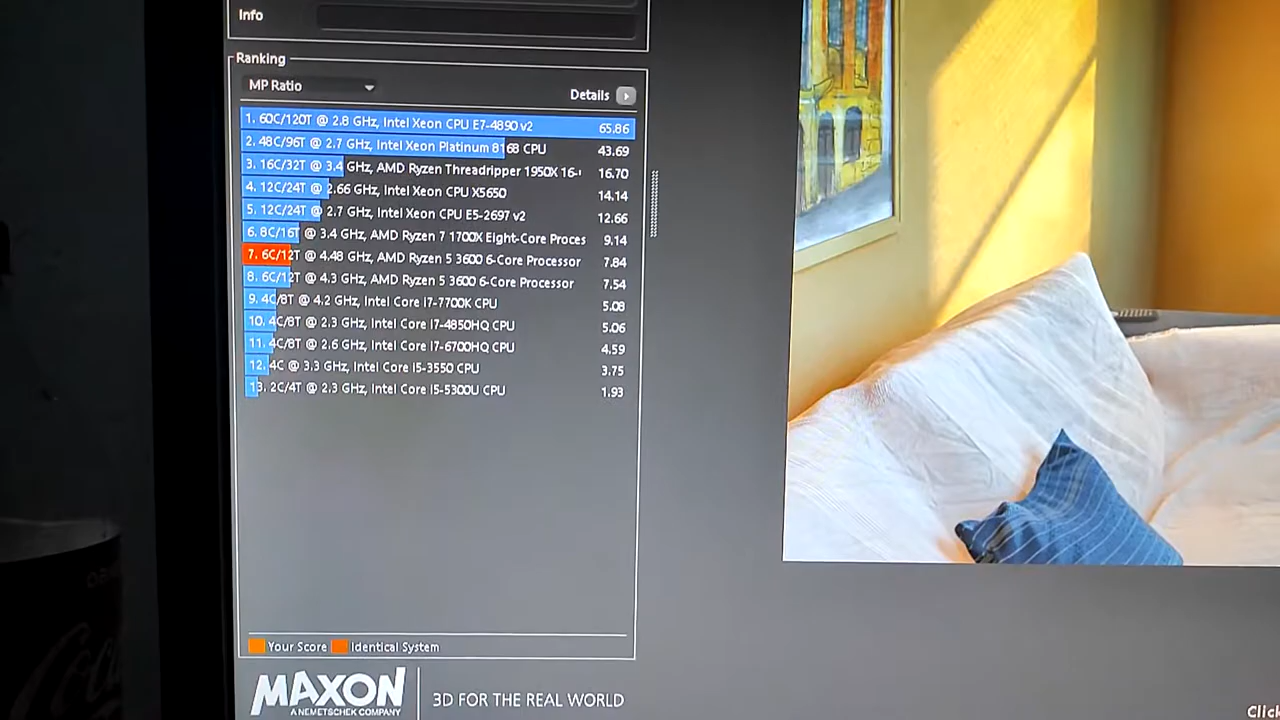 Info
Ranking
MP Ratio
Details
1. 60C/120T @ 2.8 GHz, Intel Xeon CPU E7-4890 v2 65.86
2. 48C/96T @ 2.7 GHz, Intel Xeon Platinum 8168 CPU 43.69
3. 16C/32T @ 3.4 GHz, AMD Ryzen Threadripper 1950X 16- 16.70
4. 12C/24T @ 2.66 GHz, Intel Xeon CPU X5650 14.14
5. 12C/24T @ 2.7 GHz, Intel Xeon CPU E5-2697 v2 12.66
6. 8C/16T @ 3.4 GHz, AMD Ryzen 7 1700X Eight-Core Proces 9.14
7. 6C/12T @ 4.48 GHz, AMD Ryzen 5 3600 6-Core Processor 7.84
8. 6C/12T @ 4.3 GHz, AMD Ryzen 5 3600 6-Core Processor 7.54
9. 4C/8T @ 4.2 GHz, Intel Core i7-7700K CPU 5.08
10. 4C/8T @ 2.3 GHz, Intel Core i7-4850HQ CPU 5.06
11. 4C/8T @ 2.6 GHz, Intel Core i7-6700HQ CPU 4.59
12. 4C @ 3.3 GHz, Intel Core i5-3550 CPU 3.75
13. 2C/4T @ 2.3 GHz, Intel Core i5-5300U CPU 1.93
Your Score Identical System
MAXON 3D FOR THE REAL WORLD
A NEMETSCHEK COMPANY
Click